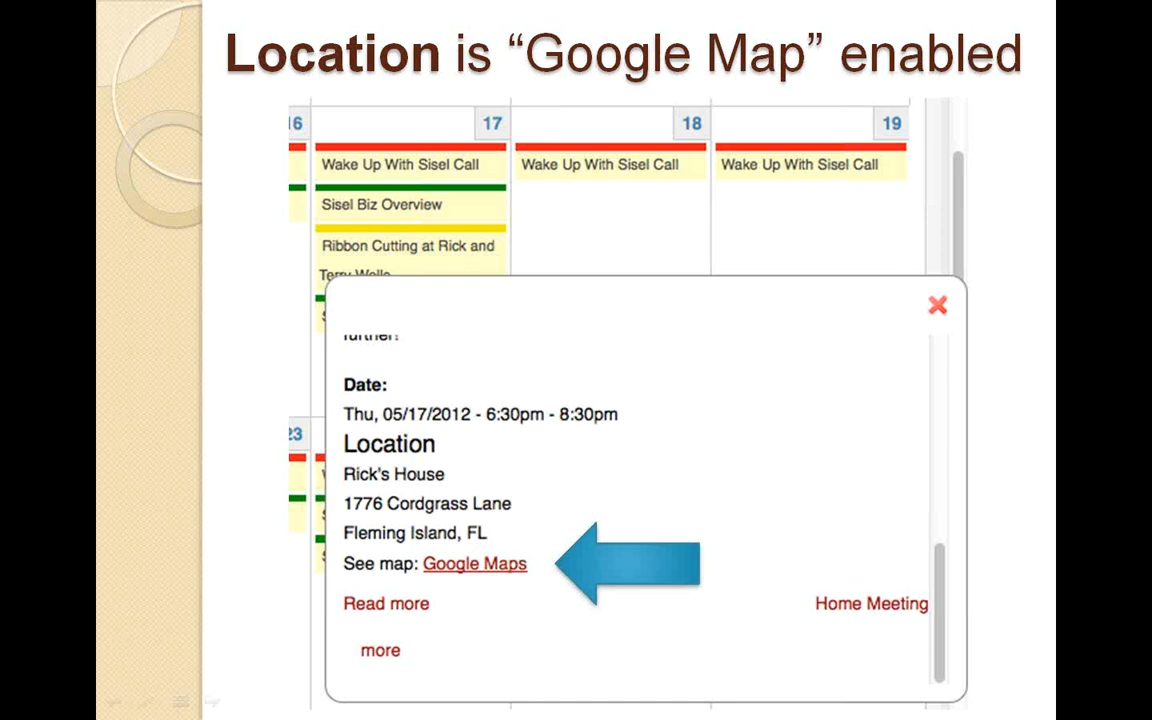 Location is “Google Map” enabled
16 17 18 19
Wake Up With Sisel Call Wake Up With Sisel Call Wake Up With Sisel Call
Sisel Biz Overview
Ribbon Cutting at Rick and
Terry Wells
further!
Date:
Thu, 05/17/2012 - 6:30pm - 8:30pm
Location
23
Rick's House
1776 Cordgrass Lane
Fleming Island, FL
See map: Google Maps
Read more Home Meeting
more